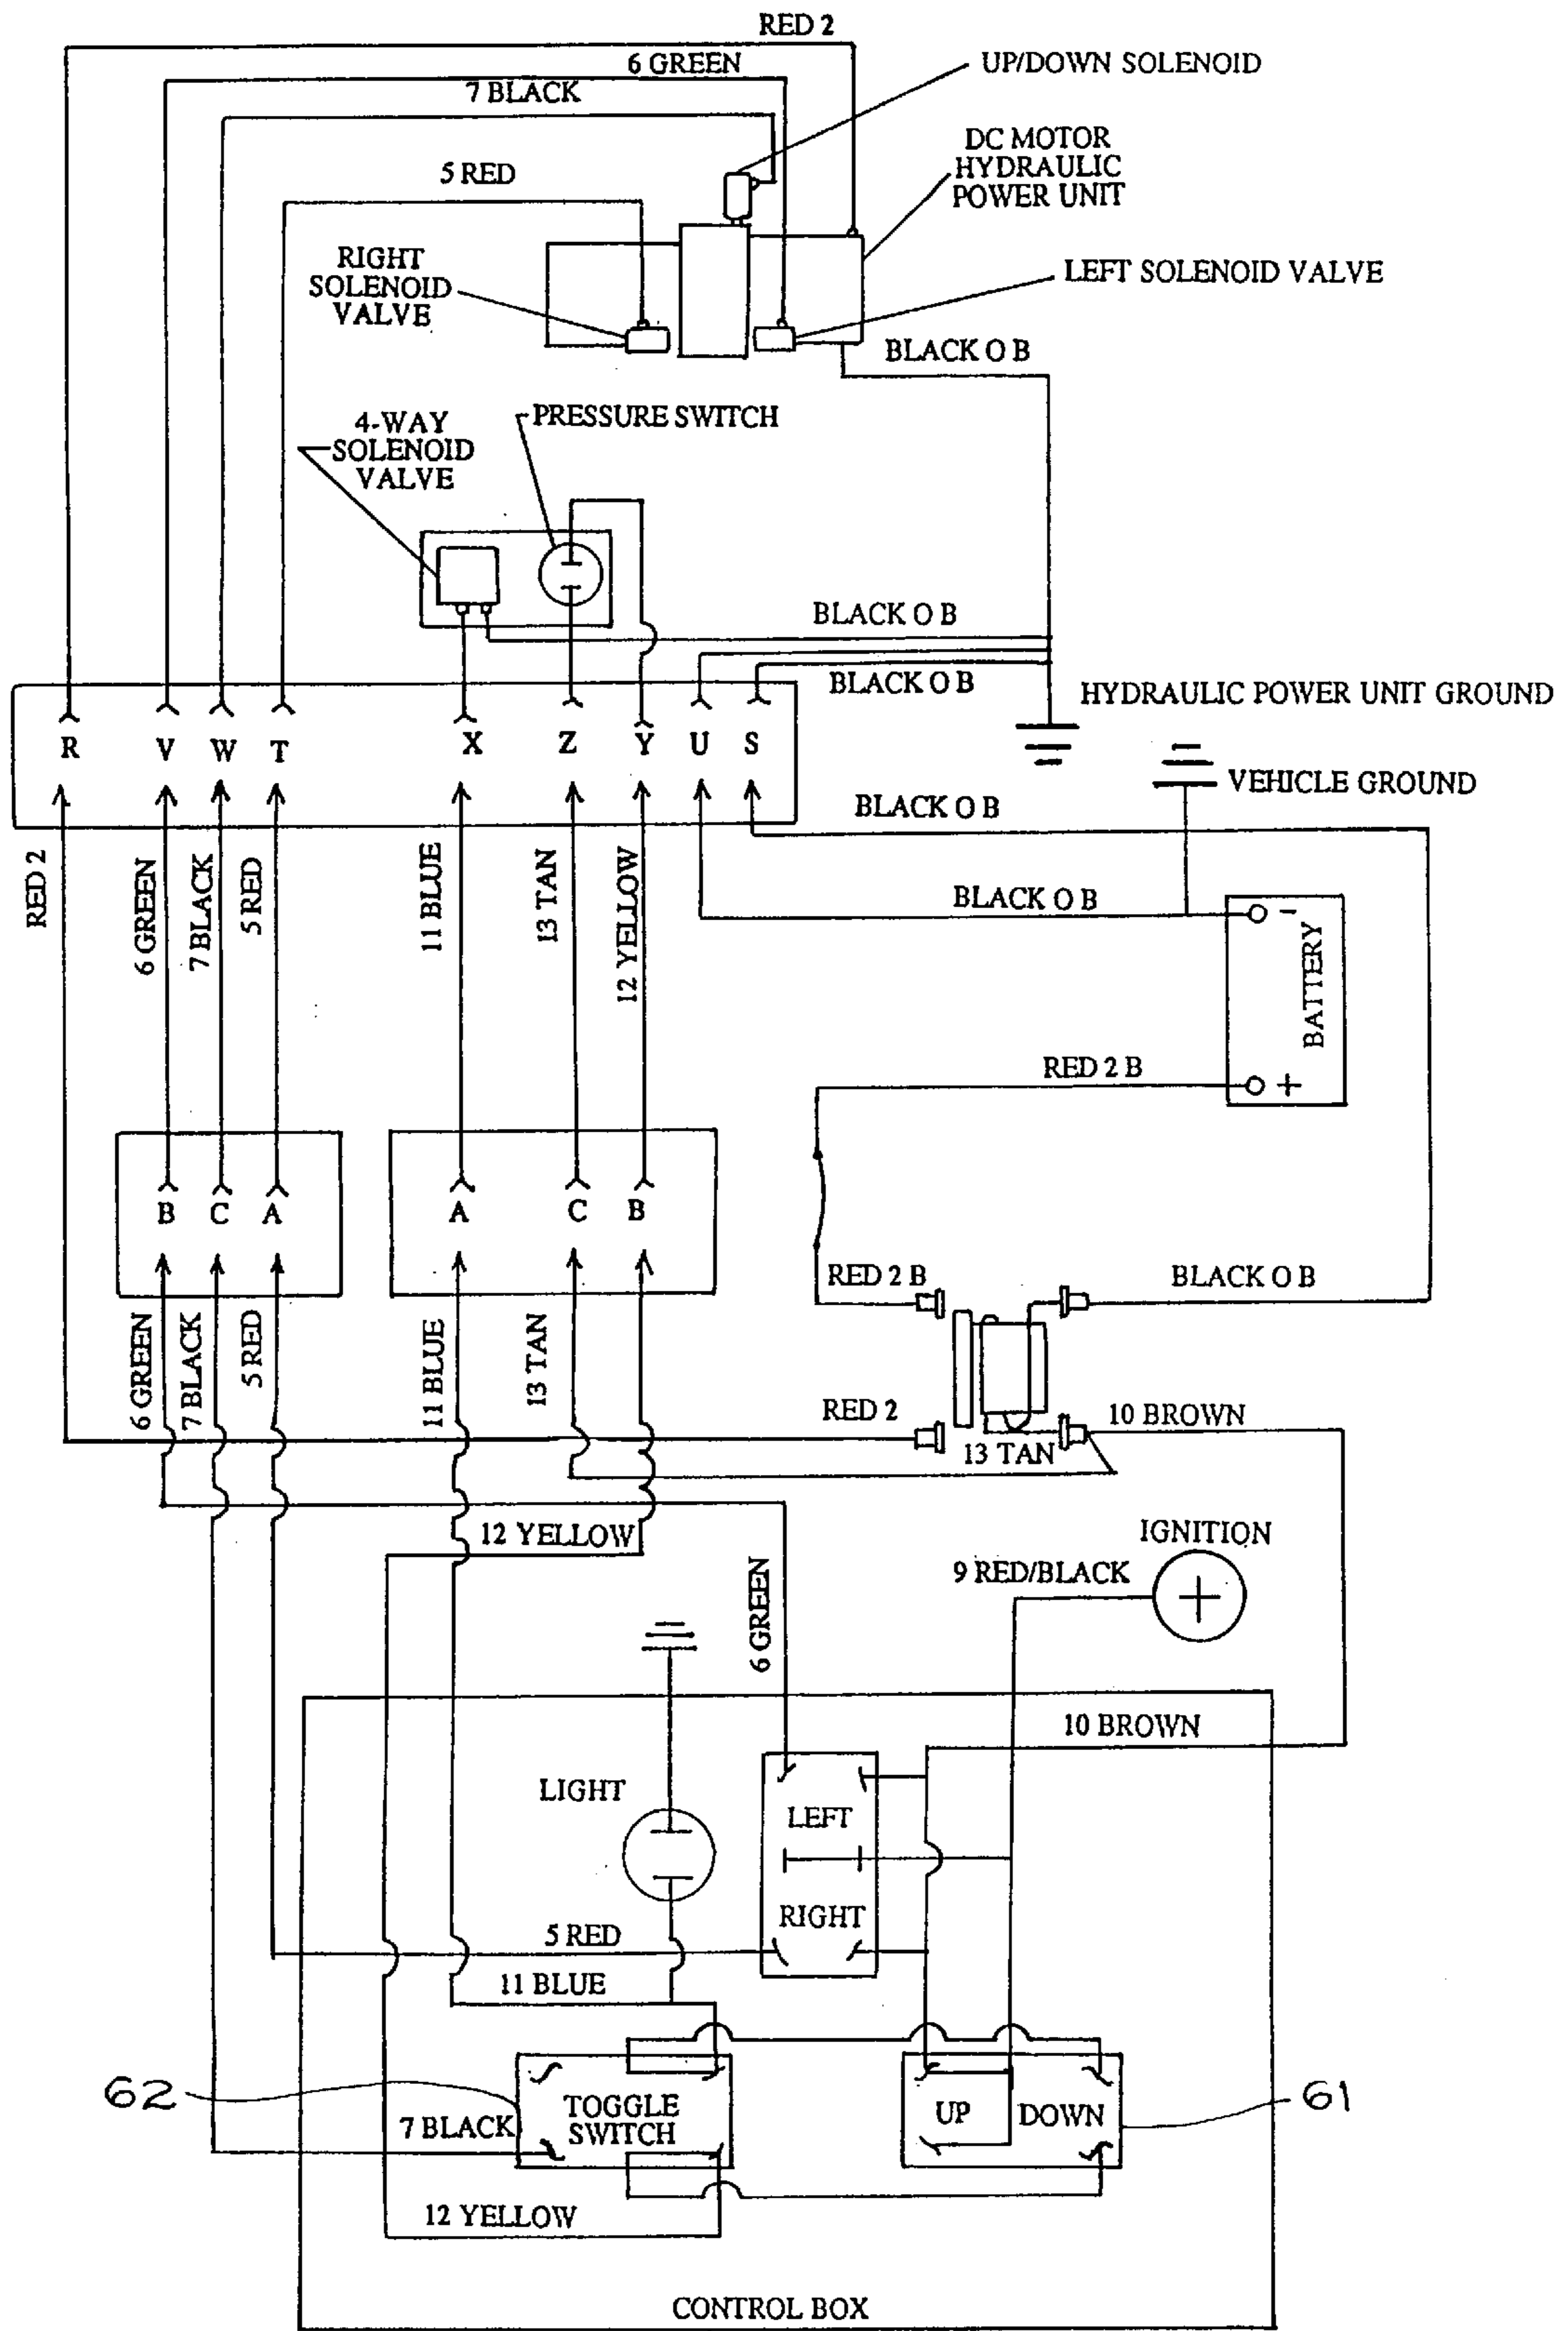 RED 2
6 GREEN
UP/DOWN SOLENOID
7 BLACK
DC MOTOR
HYDRAULIC
POWER UNIT
5 RED
RIGHT
SOLENOID
VALVE
LEFT SOLENOID VALVE
BLACK O B
4-WAY
SOLENOID
VALVE
PRESSURE SWITCH
BLACK O B
BLACK O B
HYDRAULIC POWER UNIT GROUND
R V W T X Z Y U S
VEHICLE GROUND
BLACK O B
RED 2
6 GREEN
7 BLACK
5 RED
11 BLUE
13 TAN
12 YELLOW
BLACK O B
-
BATTERY
RED 2 B
+
B C A
A C B
RED 2 B
BLACK O B
6 GREEN
7 BLACK
5 RED
11 BLUE
13 TAN
RED 2
10 BROWN
13 TAN
12 YELLOW
IGNITION
9 RED/BLACK
+
6 GREEN
10 BROWN
LIGHT
LEFT
RIGHT
5 RED
11 BLUE
62
TOGGLE
SWITCH
7 BLACK
UP
DOWN
61
12 YELLOW
CONTROL BOX